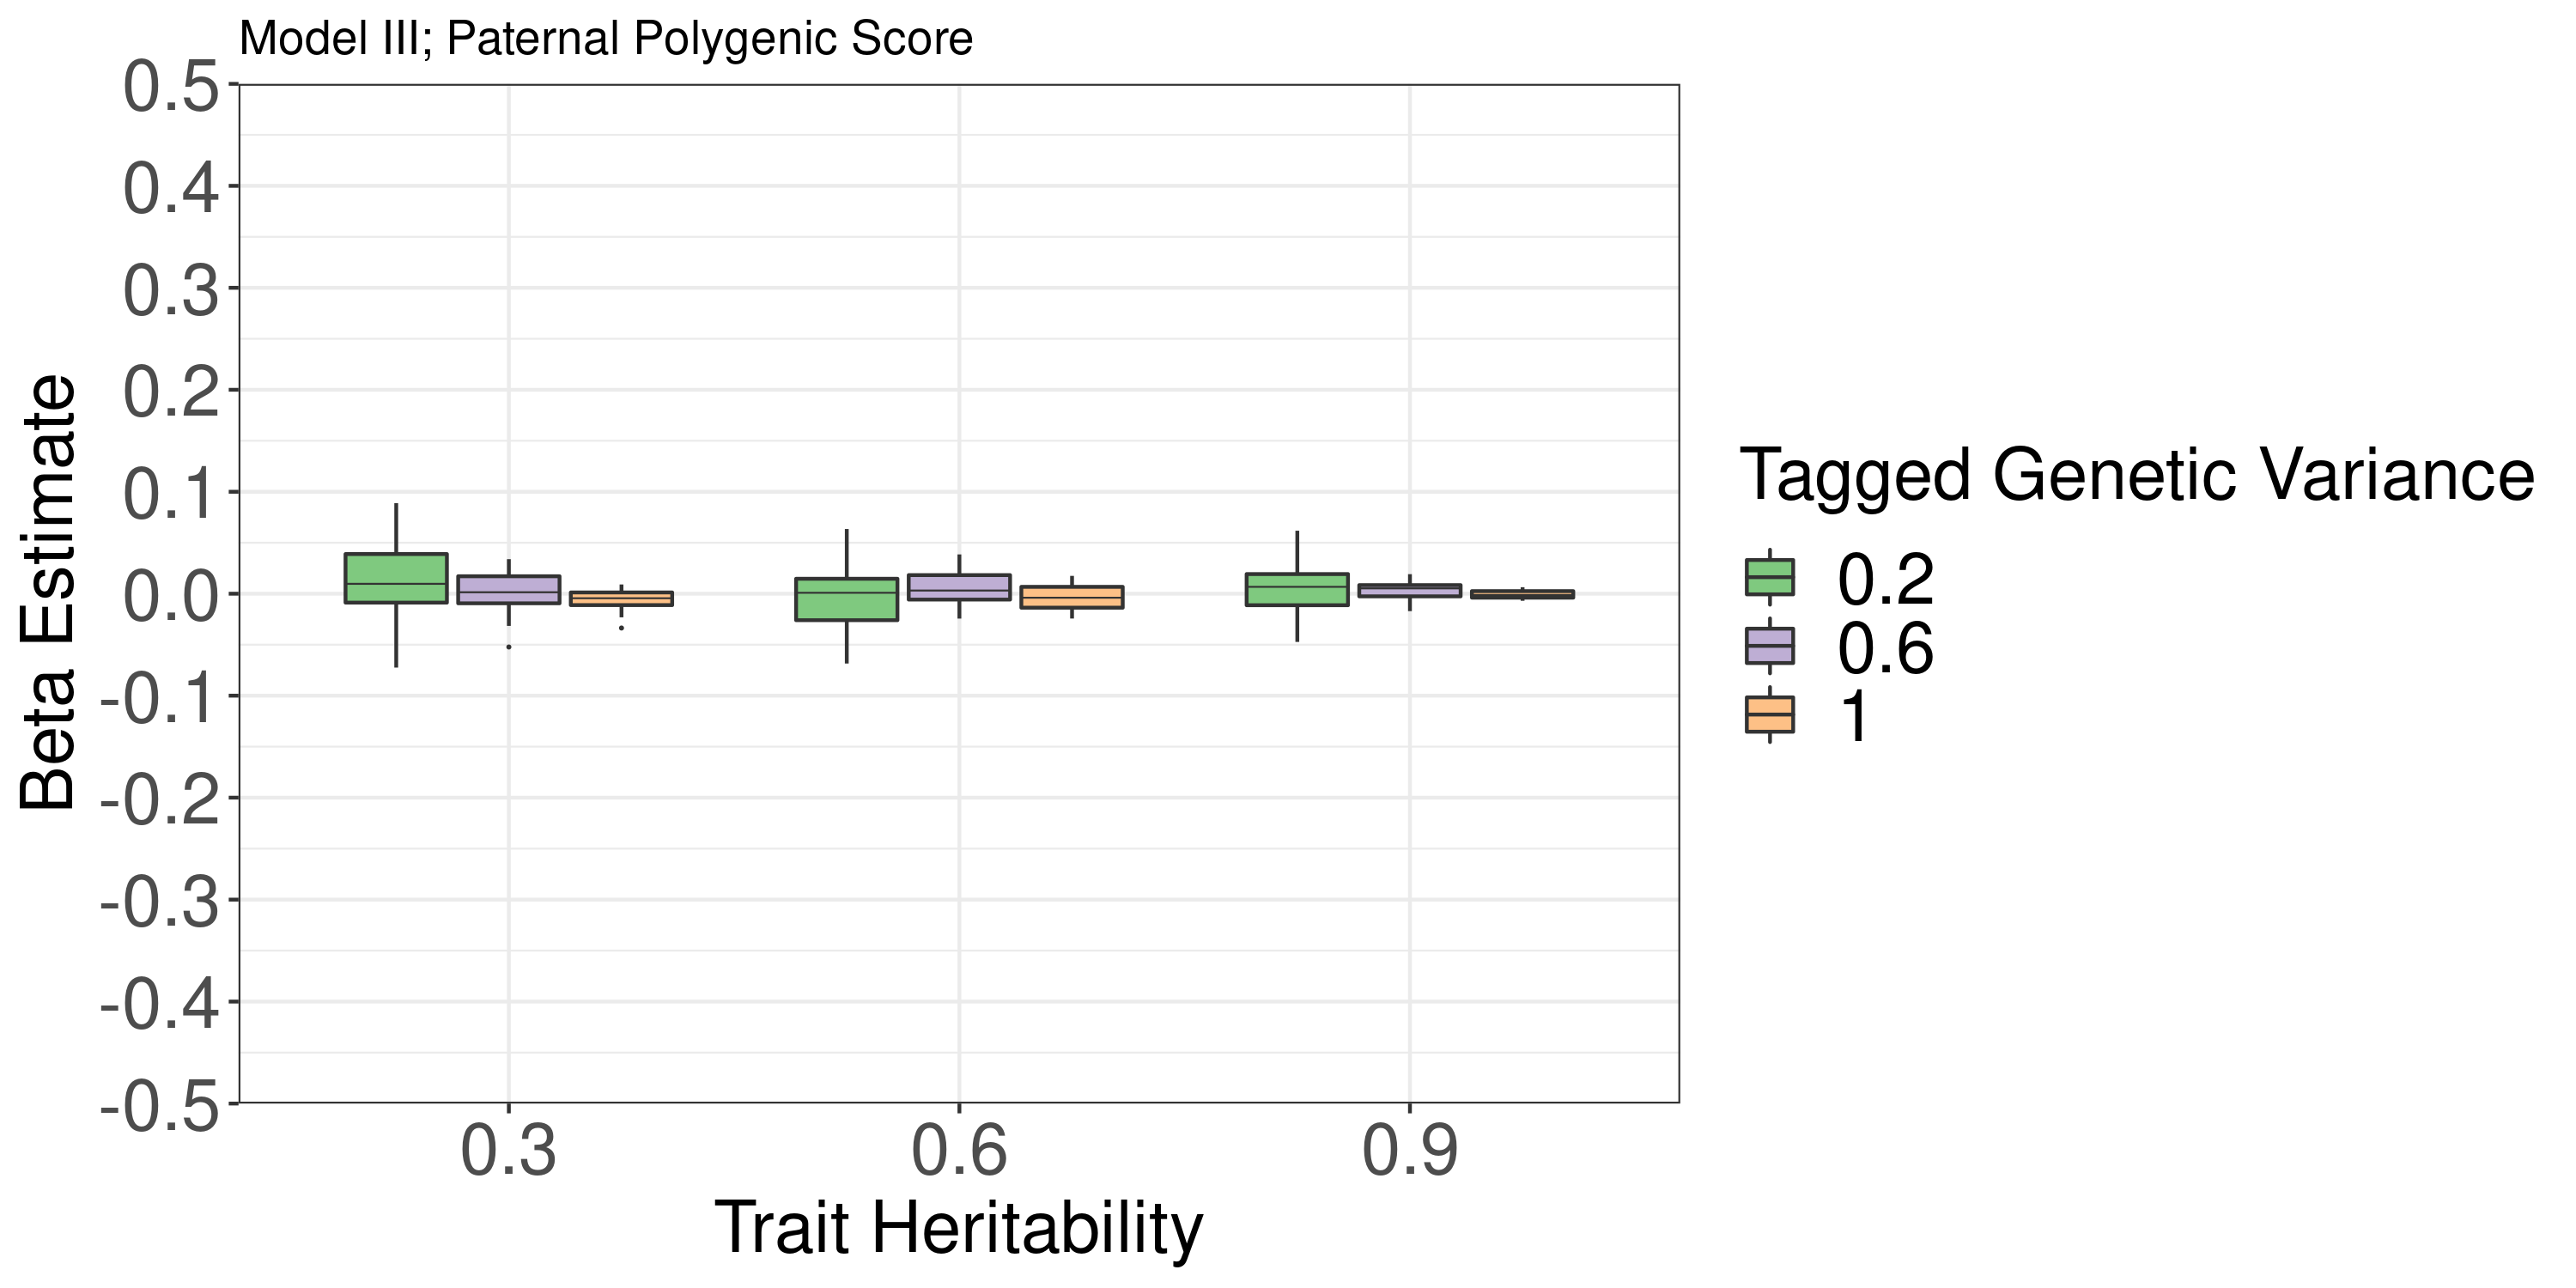 Model III; Paternal Polygenic Score
0.5
0.4
0.3
0.2
0.1
0.0
-0.1
-0.2
-0.3
-0.4
-0.5
Beta Estimate
0.3 0.6 0.9
Trait Heritability
Tagged Genetic Variance
0.2
0.6
1